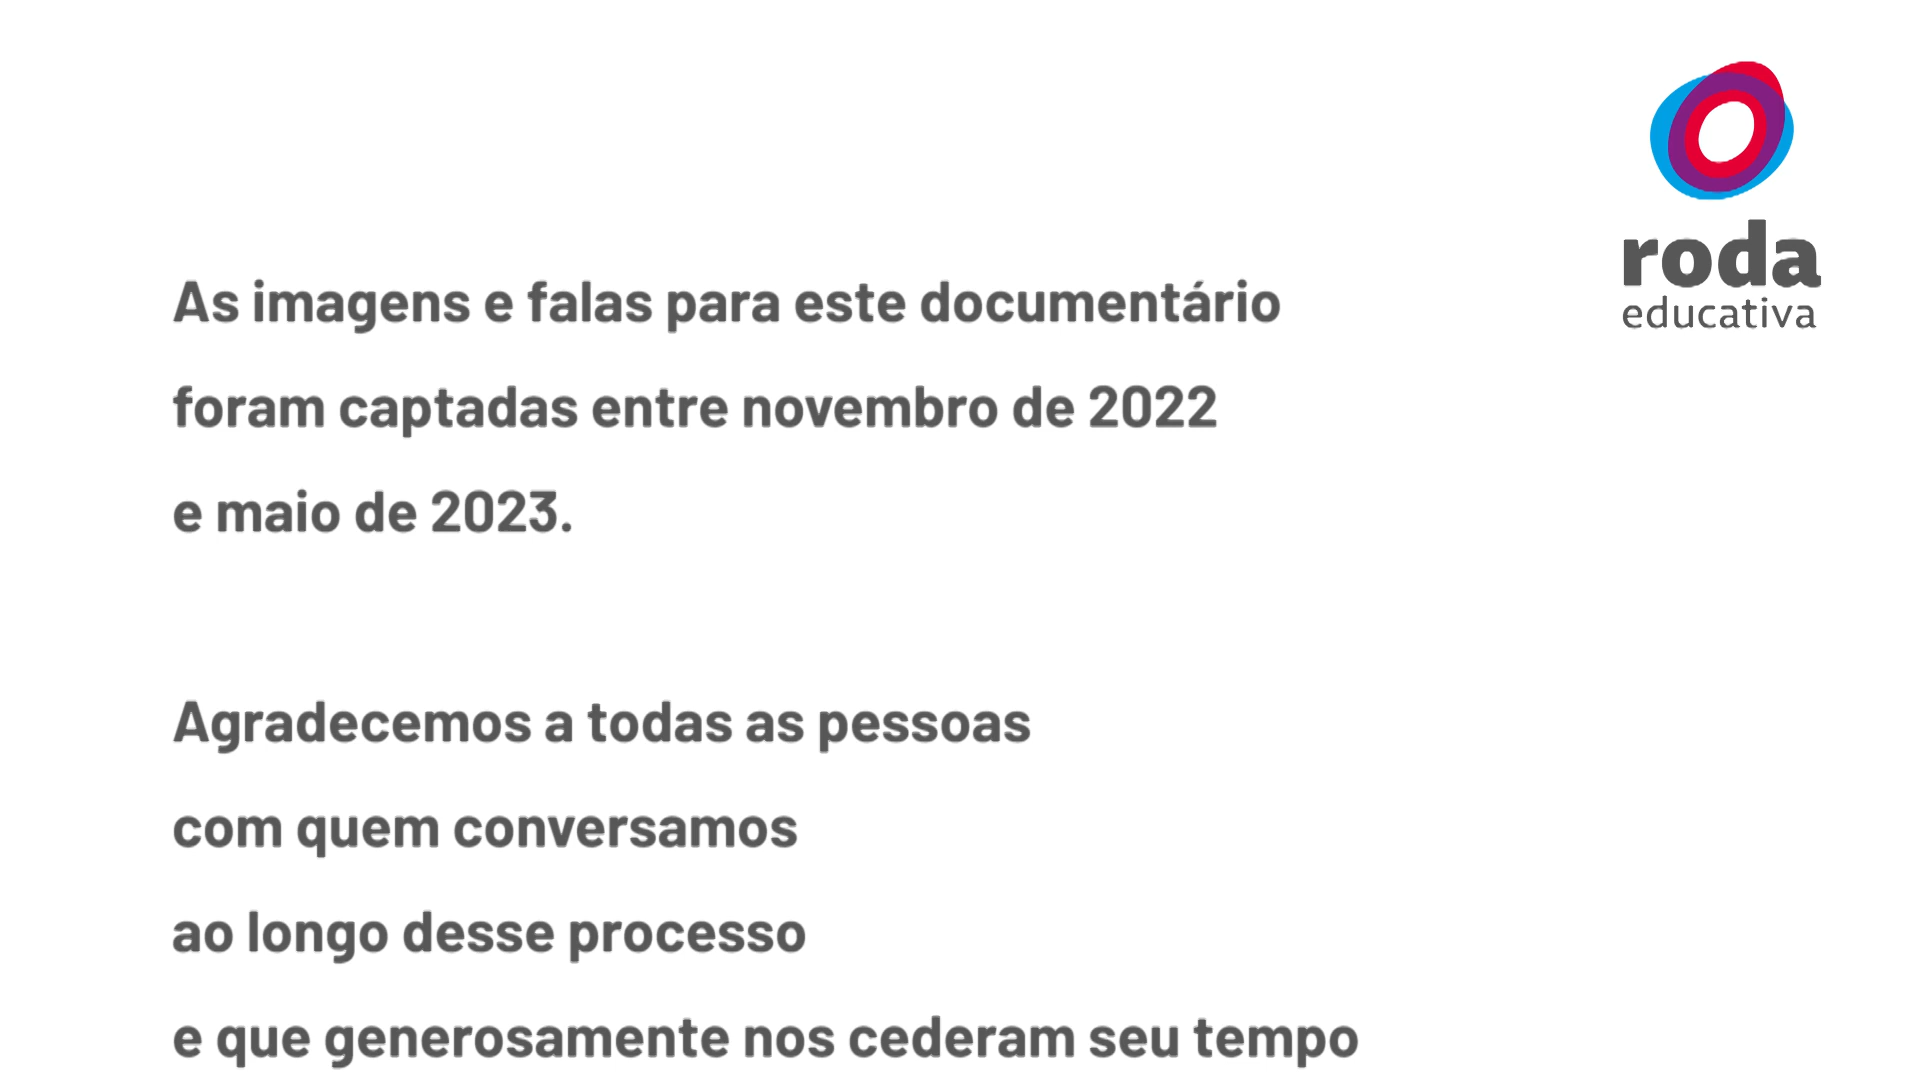 roda
educativa
As imagens e falas para este documentário
foram captadas entre novembro de 2022
e maio de 2023.
Agradecemos a todas as pessoas
com quem conversamos
ao longo desse processo
e que generosamente nos cederam seu tempo